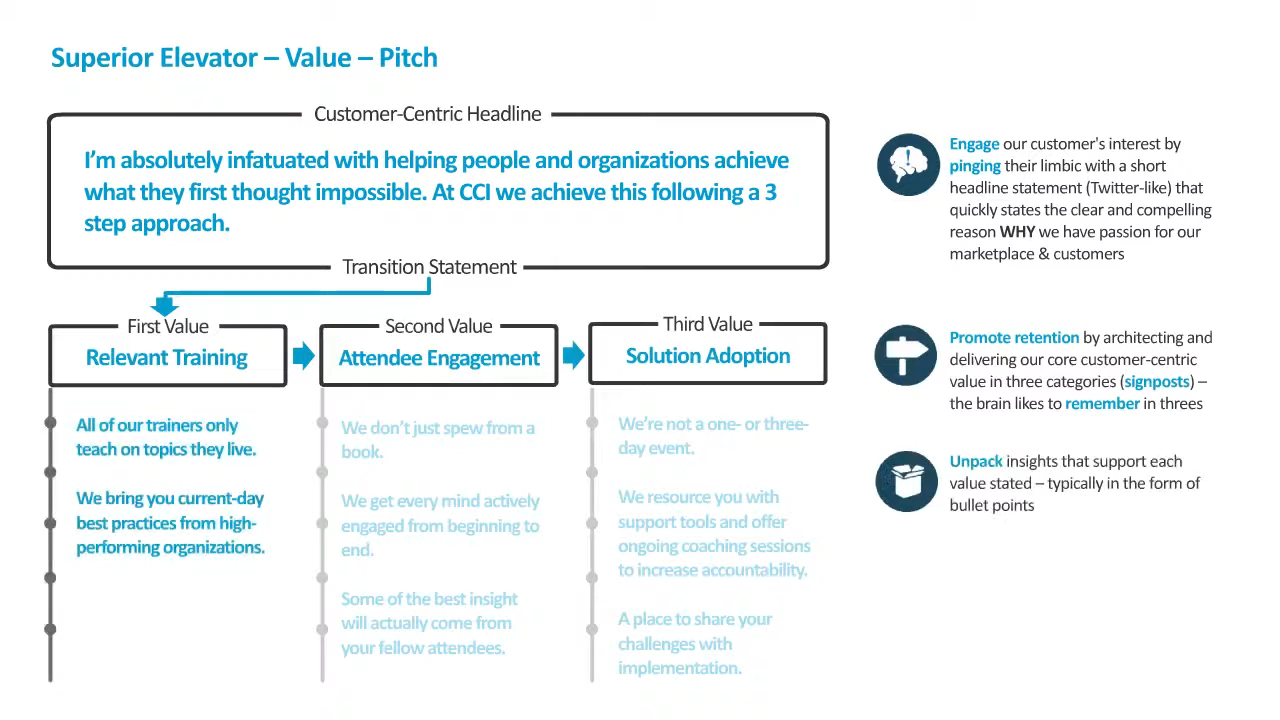 Superior Elevator – Value – Pitch
Customer-Centric Headline
I’m absolutely infatuated with helping people and organizations achieve
what they first thought impossible. At CCI we achieve this following a 3
step approach.
Transition Statement
First Value
Relevant Training
All of our trainers only
teach on topics they live.
We bring you current-day
best practices from high-
performing organizations.
Second Value
Attendee Engagement
We don’t just spew from a
book.
We get every mind actively
engaged from beginning to
end.
Some of the best insight
will actually come from
your fellow attendees.
Third Value
Solution Adoption
We’re not a one- or three-
day event.
We resource you with
support tools and offer
ongoing coaching sessions
to increase accountability.
A place to share your
challenges with
implementation.
Engage our customer's interest by
pinging their limbic with a short
headline statement (Twitter-like) that
quickly states the clear and compelling
reason WHY we have passion for our
marketplace & customers
Promote retention by architecting and
delivering our core customer-centric
value in three categories (signposts) –
the brain likes to remember in threes
Unpack insights that support each
value stated – typically in the form of
bullet points